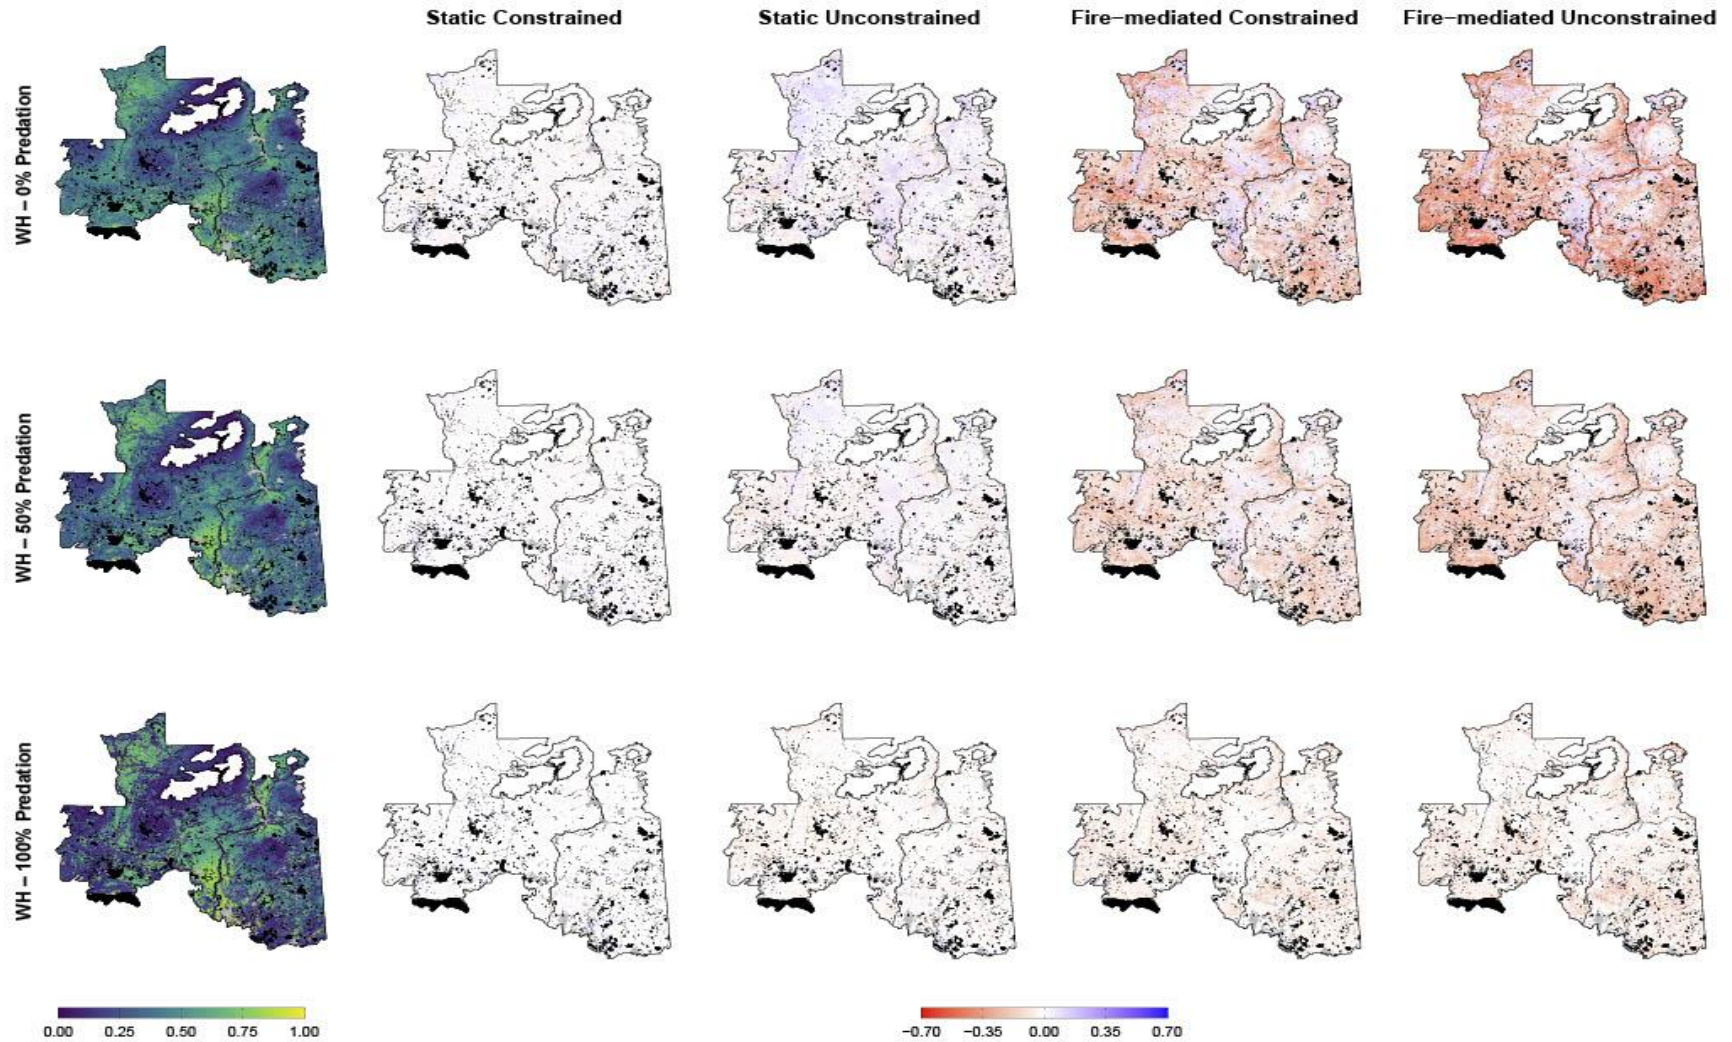 Static Constrained Static Unconstrained Fire−mediated Constrained Fire−mediated Unconstrained
WH − 0% Predation
WH − 50% Predation
WH − 100% Predation
0.00 0.25 0.50 0.75 1.00
−0.70 −0.35 0.00 0.35 0.70